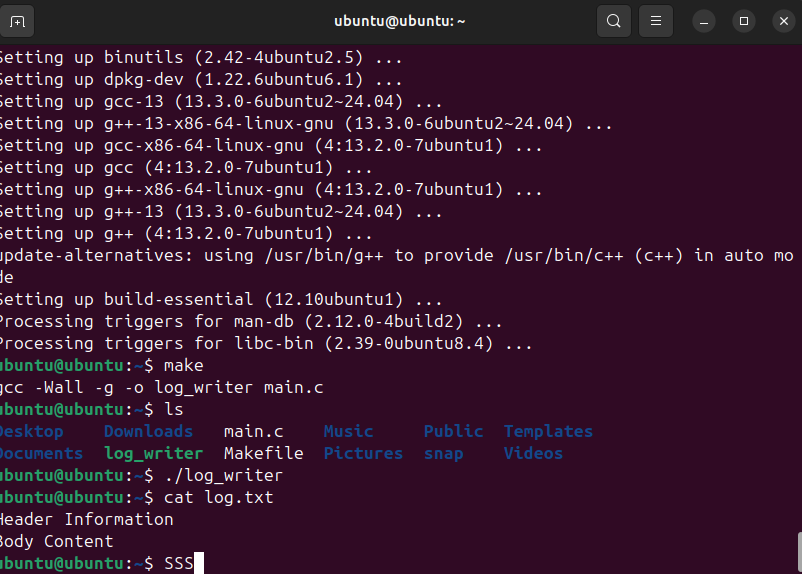 ubuntu@ubuntu: ~
Setting up binutils (2.42-4ubuntu2.5) ...
Setting up dpkg-dev (1.22.6ubuntu6.1) ...
Setting up gcc-13 (13.3.0-6ubuntu2~24.04) ...
Setting up g++-13-x86-64-linux-gnu (13.3.0-6ubuntu2~24.04) ...
Setting up gcc-x86-64-linux-gnu (4:13.2.0-7ubuntu1) ...
Setting up gcc (4:13.2.0-7ubuntu1) ...
Setting up g++-x86-64-linux-gnu (4:13.2.0-7ubuntu1) ...
Setting up g++-13 (13.3.0-6ubuntu2~24.04) ...
Setting up g++ (4:13.2.0-7ubuntu1) ...
update-alternatives: using /usr/bin/g++ to provide /usr/bin/c++ (c++) in auto mo
de
Setting up build-essential (12.10ubuntu1) ...
Processing triggers for man-db (2.12.0-4build2) ...
Processing triggers for libc-bin (2.39-0ubuntu8.4) ...
ubuntu@ubuntu:~$ make
gcc -Wall -g -o log_writer main.c
ubuntu@ubuntu:~$ ls
Desktop Downloads main.c Music Public Templates
Documents log_writer Makefile Pictures snap Videos
ubuntu@ubuntu:~$ ./log_writer
ubuntu@ubuntu:~$ cat log.txt
Header Information
Body Content
ubuntu@ubuntu:~$ SSS